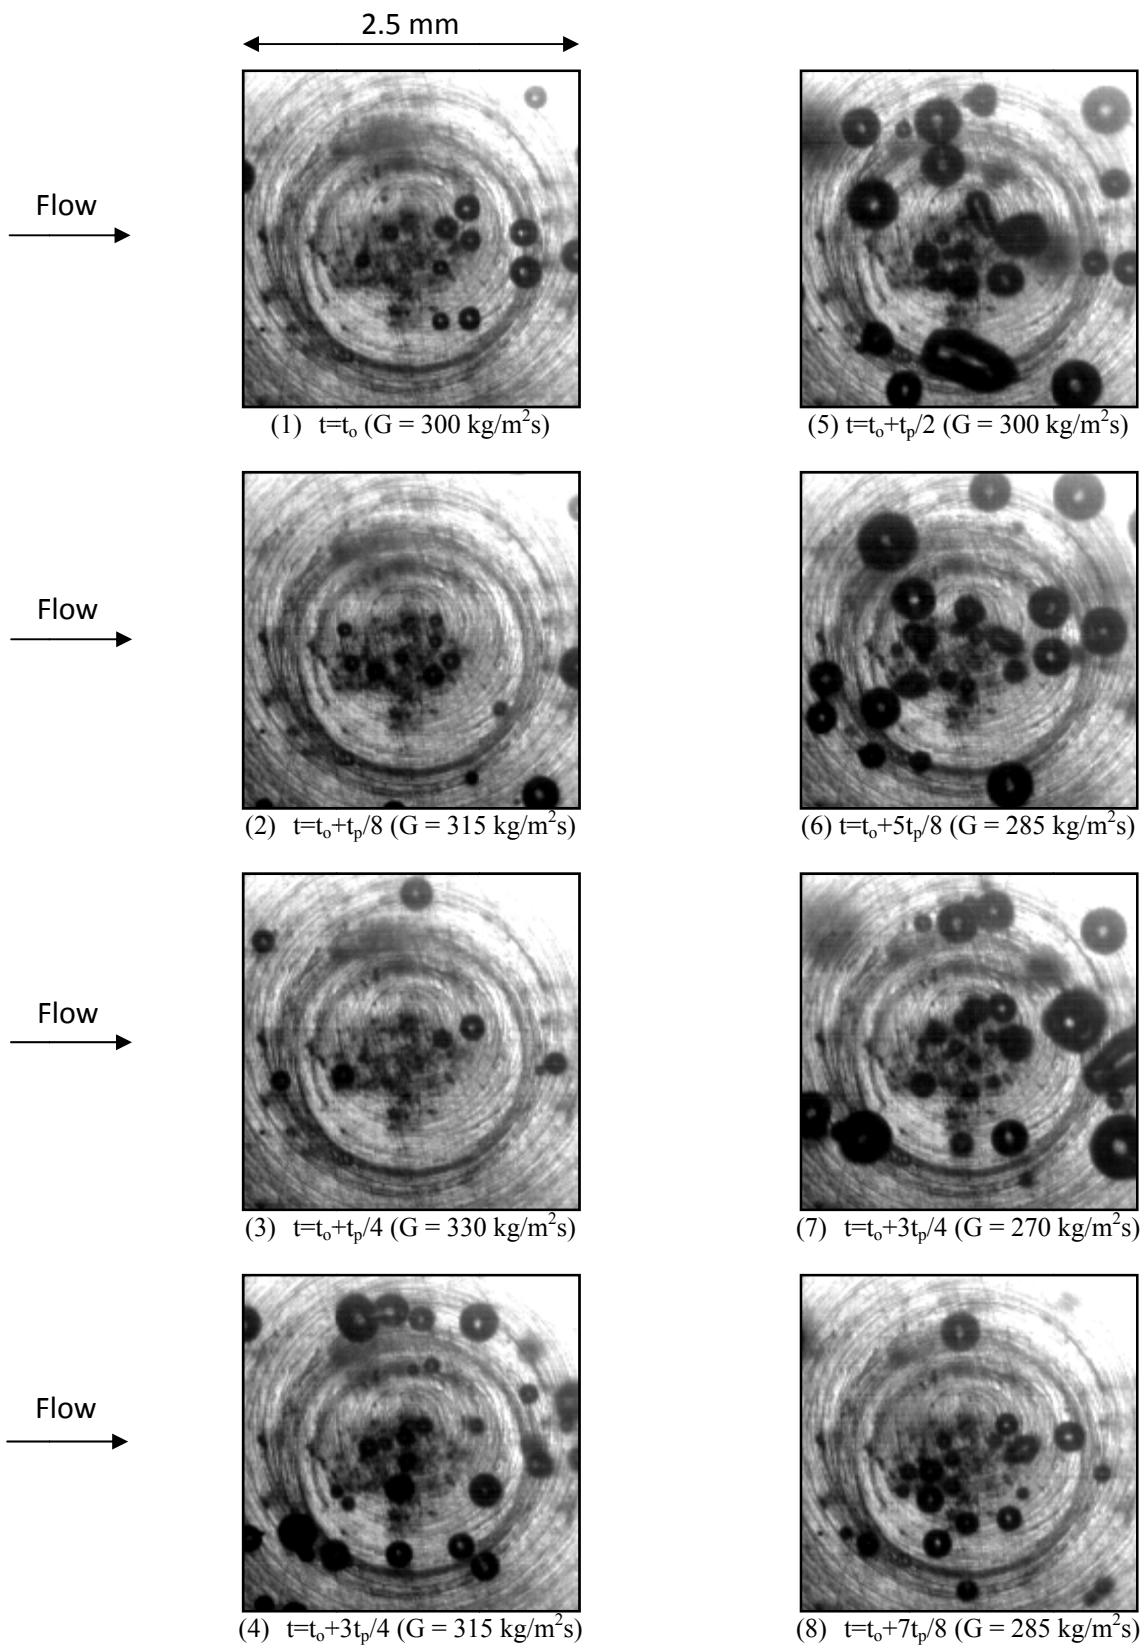 2.5 mm
Flow
(1) t=tₒ (G = 300 kg/m²s)
(5) t=tₒ+tₚ/2 (G = 300 kg/m²s)
Flow
(2) t=tₒ+tₚ/8 (G = 315 kg/m²s)
(6) t=tₒ+5tₚ/8 (G = 285 kg/m²s)
Flow
(3) t=tₒ+tₚ/4 (G = 330 kg/m²s)
(7) t=tₒ+3tₚ/4 (G = 270 kg/m²s)
Flow
(4) t=tₒ+3tₚ/4 (G = 315 kg/m²s)
(8) t=tₒ+7tₚ/8 (G = 285 kg/m²s)